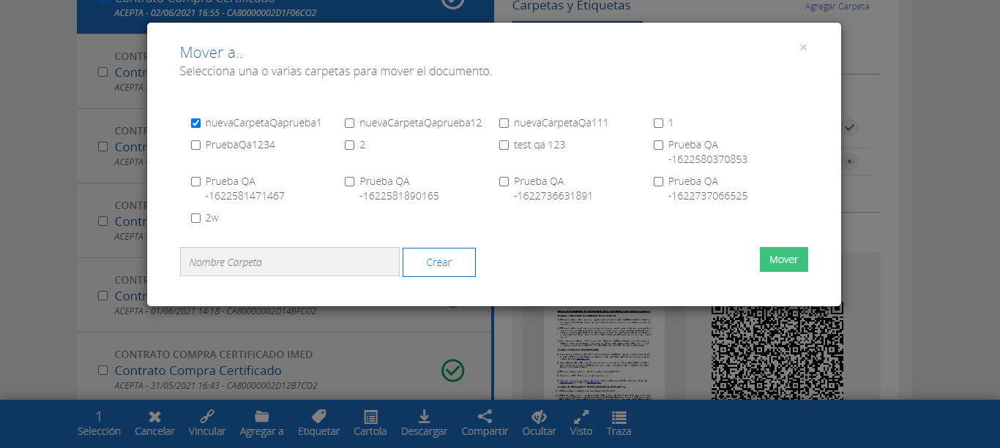 Contrato Compra Certificado
ACEPTA - 02/06/2021 16:55 - CA80000002D1F06CO2
Carpetas y Etiquetas
Agregar Carpeta
Mover a..
×
Selecciona una o varias carpetas para mover el documento.
nuevaCarpetaQaprueba1
nuevaCarpetaQaprueba12
nuevaCarpetaQa111
1
PruebaQa1234
2
test qa 123
Prueba QA
-1622580370853
Prueba QA
-1622581471467
Prueba QA
-1622581890165
Prueba QA
-1622736631891
Prueba QA
-1622737066525
2w
Nombre Carpeta
Crear
Mover
CONTR
Contr
ACEPTA -
CONTR
Contr
ACEPTA -
CONTR
Contr
ACEPTA -
CONTR
Contr
ACEPTA - 01/06/2021 14:18 - CA80000002D14BFCO2
CONTRATO COMPRA CERTIFICADO IMED
Contrato Compra Certificado
ACEPTA - 31/05/2021 16:43 - CA80000002D12B7CO2
1
Selección
Cancelar
Vincular
Agregar a
Etiquetar
Cartola
Descargar
Compartir
Ocultar
Visto
Traza